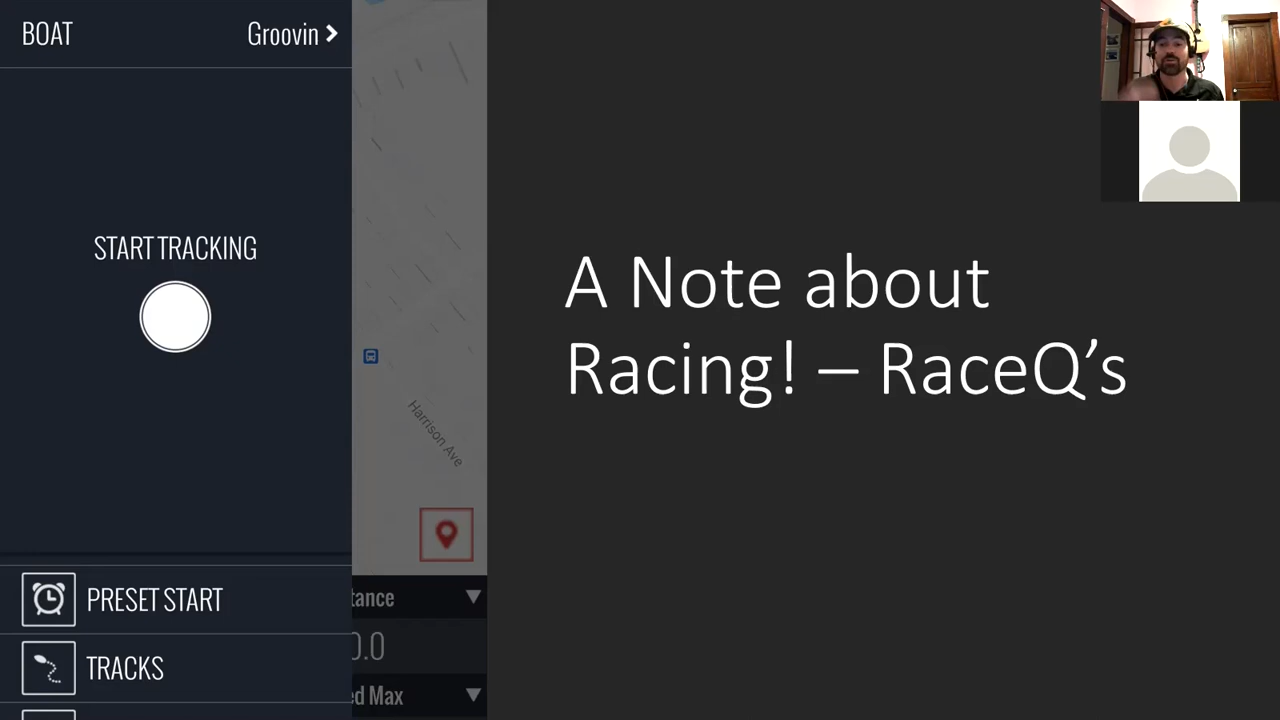 BOAT
Groovin
START TRACKING
Harrison Ave
PRESET START
tance
0.0
TRACKS
ed Max
A Note about
Racing! – RaceQ’s